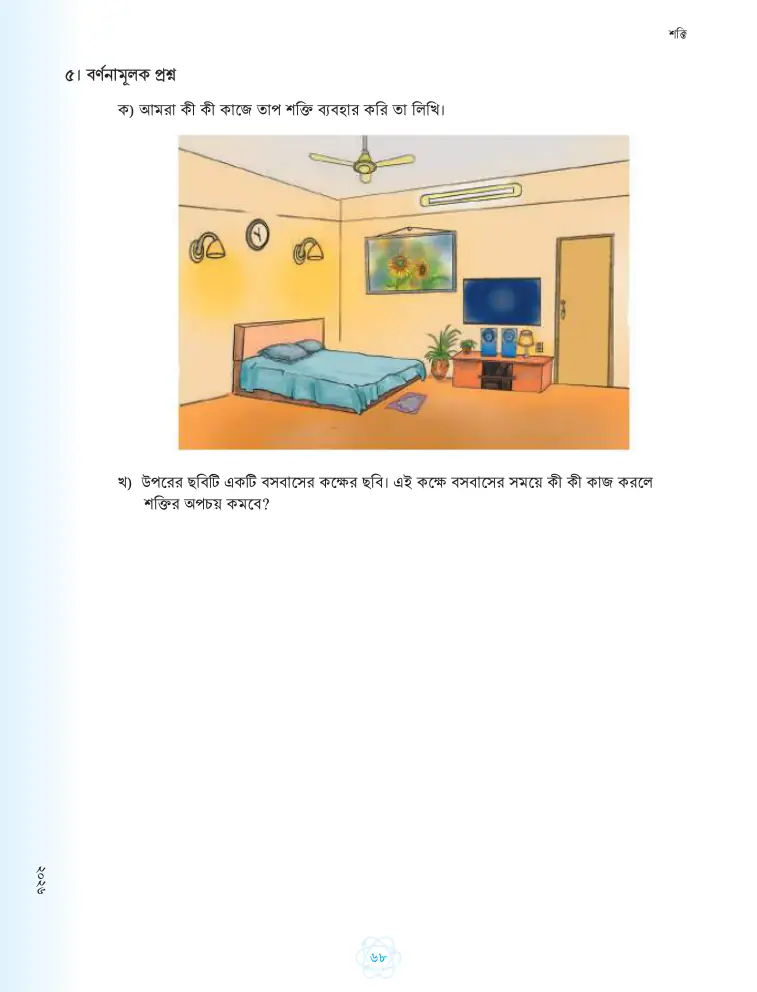 শক্তি
৫। বর্ণনামূলক প্রশ্ন
ক) আমরা কী কী কাজে তাপ শক্তি ব্যবহার করি তা লিখি।
খ) উপরের ছবিটি একটি বসবাসের কক্ষের ছবি। এই কক্ষে বসবাসের সময়ে কী কী কাজ করলে
শক্তির অপচয় কমবে?
২০২৫
৬৮